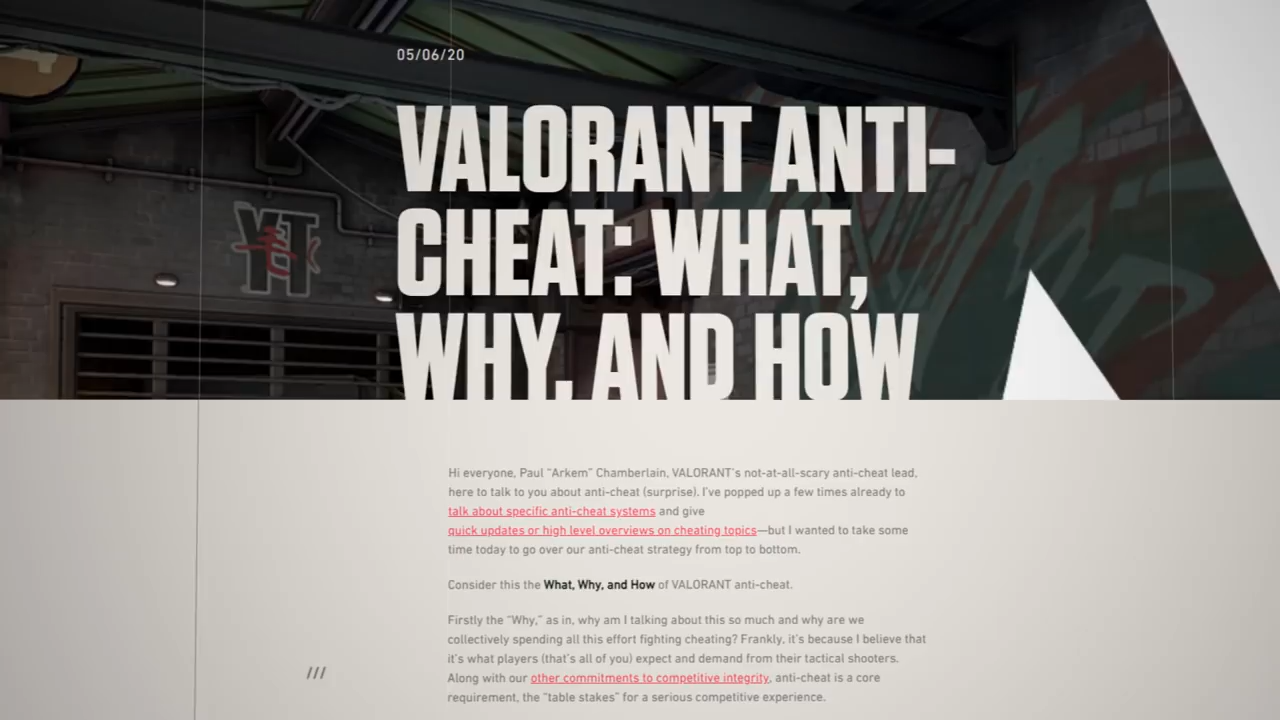 05/06/20
VALORANT ANTI-
CHEAT: WHAT,
WHY, AND HOW
Hi everyone, Paul “Arkem” Chamberlain, VALORANT’s not-at-all-scary anti-cheat lead,
here to talk to you about anti-cheat (surprise). I’ve popped up a few times already to
talk about specific anti-cheat systems and give
quick updates or high level overviews on cheating topics—but I wanted to take some
time today to go over our anti-cheat strategy from top to bottom.
Consider this the What, Why, and How of VALORANT anti-cheat.
Firstly the “Why,” as in, why am I talking about this so much and why are we
collectively spending all this effort fighting cheating? Frankly, it’s because I believe that
it’s what players (that’s all of you) expect and demand from their tactical shooters.
Along with our other commitments to competitive integrity, anti-cheat is a core
requirement, the “table stakes” for a serious competitive experience.
///